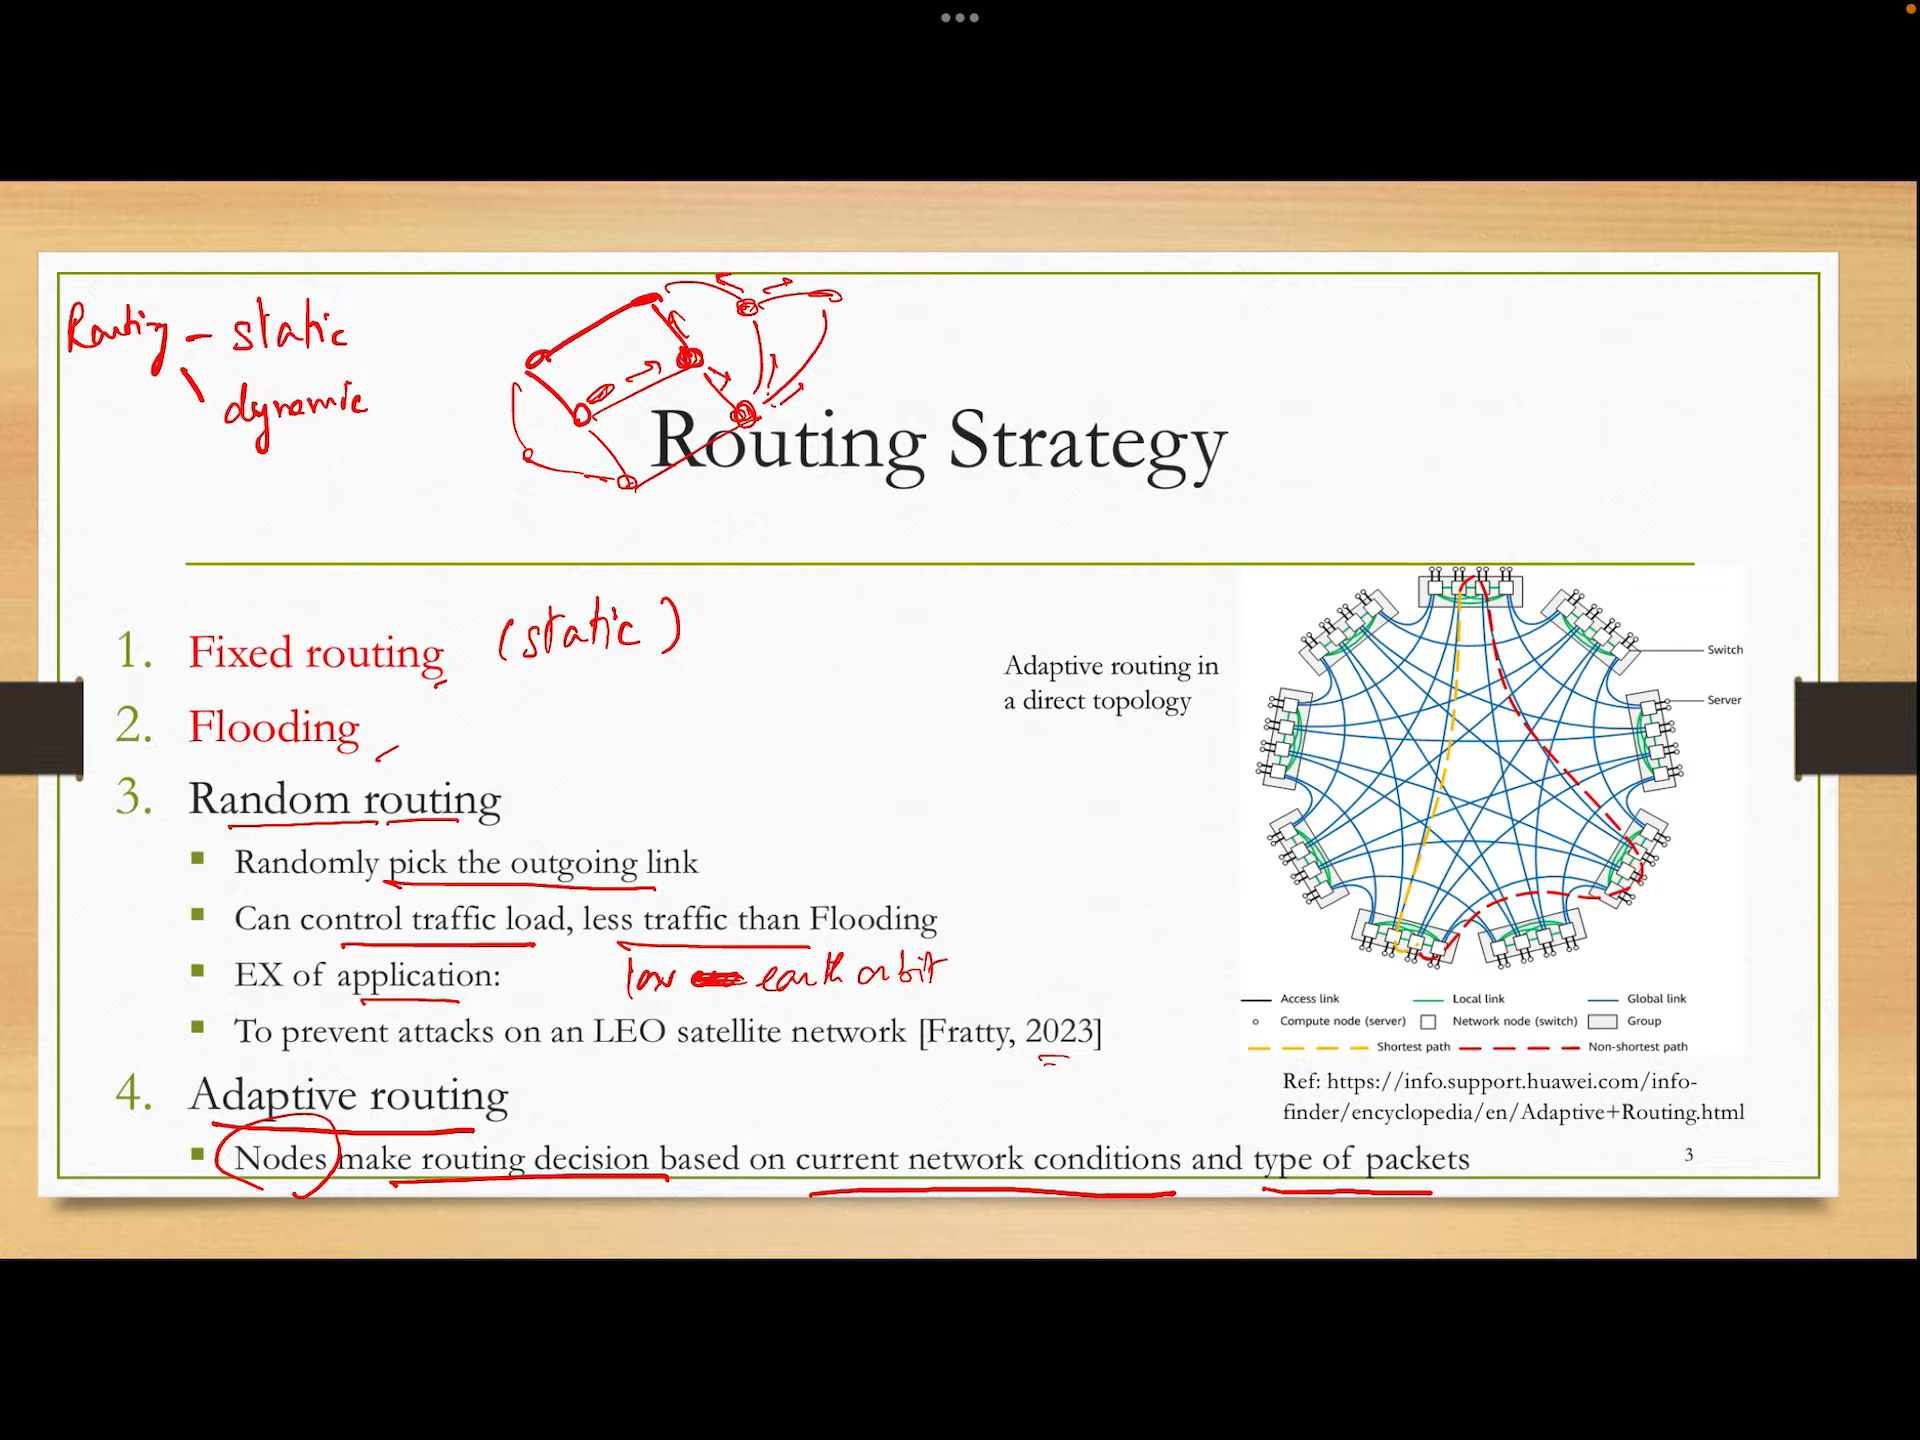 Routing - static
dynamic
Routing Strategy
1. Fixed routing (static)
2. Flooding
3. Random routing
▪ Randomly pick the outgoing link
▪ Can control traffic load, less traffic than Flooding
▪ EX of application: low earth orbit
▪ To prevent attacks on an LEO satellite network [Fratty, 2023]
4. Adaptive routing
▪ Nodes make routing decision based on current network conditions and type of packets
Adaptive routing in
a direct topology
Switch
Server
Access link Local link Global link
Compute node (server) Network node (switch) Group
Shortest path Non-shortest path
Ref: https://info.support.huawei.com/info-
finder/encyclopedia/en/Adaptive+Routing.html
3